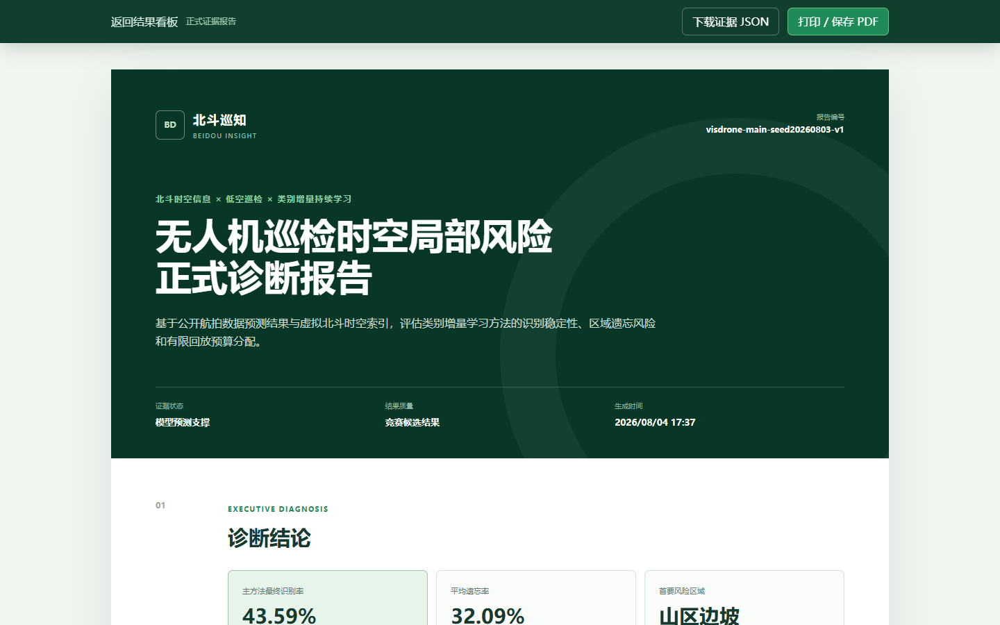 返回结果看板 正式证据报告 下载证据 JSON 打印 / 保存 PDF
BD 北斗巡知
BEIDOU INSIGHT
报告编号
visdrone-main-seed20260803-v1
北斗时空信息 × 低空巡检 × 类别增量持续学习
无人机巡检时空局部风险
正式诊断报告
基于公开航拍数据预测结果与虚拟北斗时空索引，评估类别增量学习方法的识别稳定性、区域遗忘风险
和有限回放预算分配。
证据状态 结果质量 生成时间
模型预测支撑 竞赛候选结果 2026/08/04 17:37
01 EXECUTIVE DIAGNOSIS
诊断结论
主方法最终识别率 平均遗忘率 首要风险区域
43.59% 32.09% 山区边坡